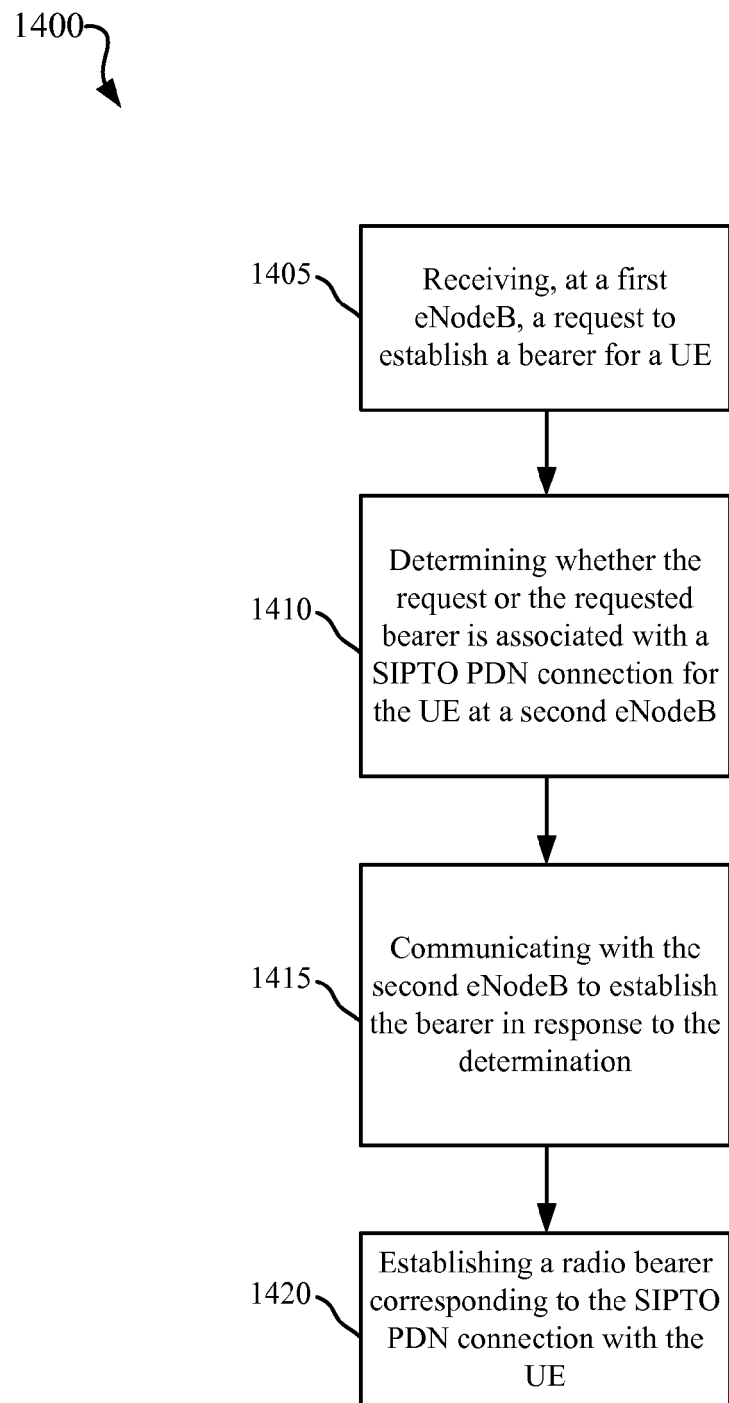 1400
1405
Receiving, at a first
eNodeB, a request to
establish a bearer for a UE
1410
Determining whether the
request or the requested
bearer is associated with a
SIPTO PDN connection for
the UE at a second eNodeB
1415
Communicating with the
second eNodeB to establish
the bearer in response to the
determination
1420
Establishing a radio bearer
corresponding to the SIPTO
PDN connection with the
UE